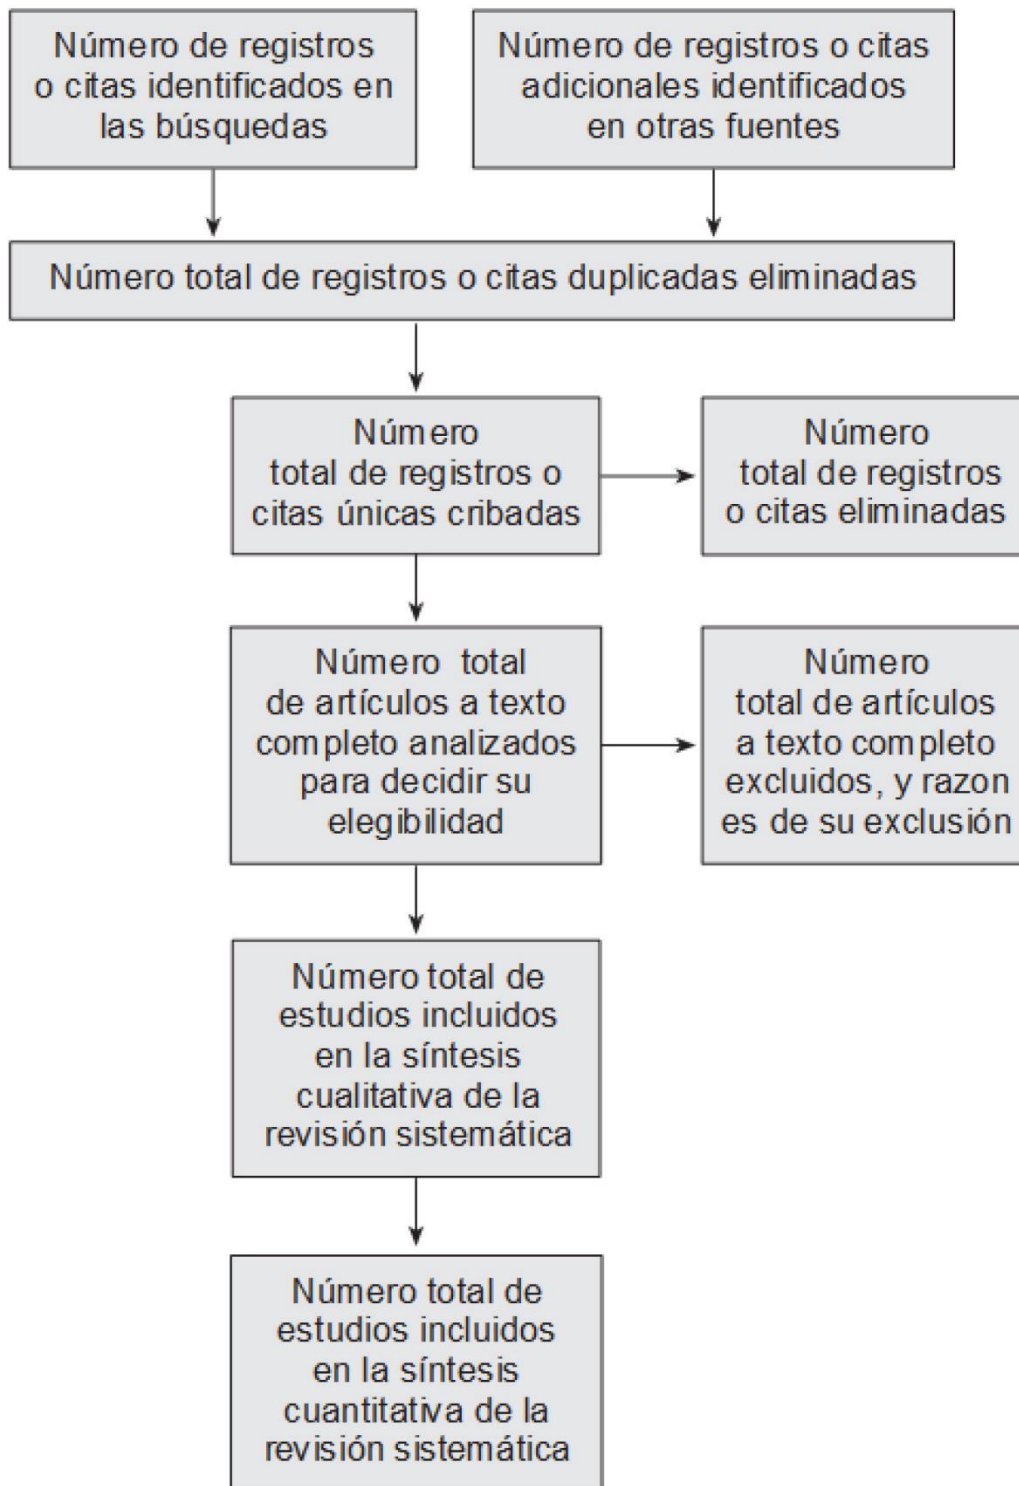 Número de registros
o citas identificados en
las búsquedas
Número de registros o citas
adicionales identificados
en otras fuentes
Número total de registros o citas duplicadas eliminadas
Número
total de registros o
citas únicas cribadas
Número
total de registros
o citas eliminadas
Número total
de artículos a texto
completo analizados
para decidir su
elegibilidad
Número
total de artículos
a texto completo
excluidos, y razon
es de su exclusión
Número total de
estudios incluidos
en la síntesis
cualitativa de la
revisión sistemática
Número total de
estudios incluidos
en la síntesis
cuantitativa de la
revisión sistemática